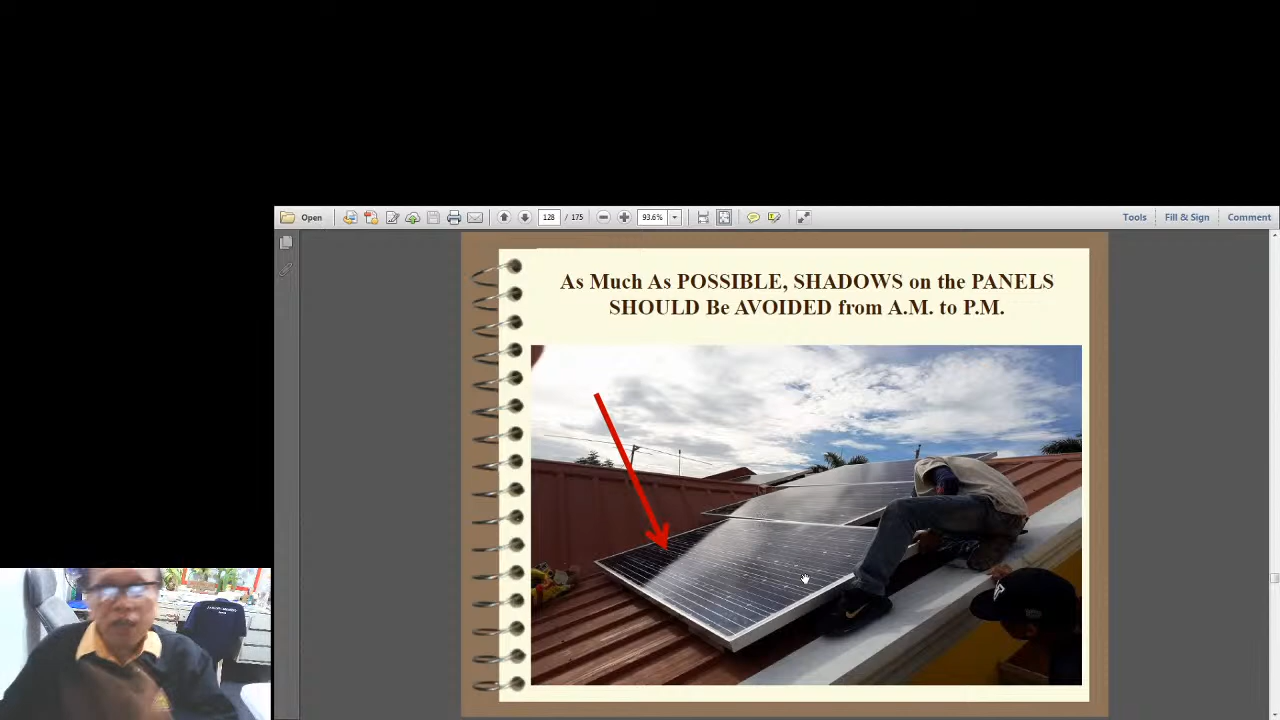 Open
128 / 175
93.6%
Tools
Fill & Sign
Comment
As Much As POSSIBLE, SHADOWS on the PANELS
SHOULD Be AVOIDED from A.M. to P.M.